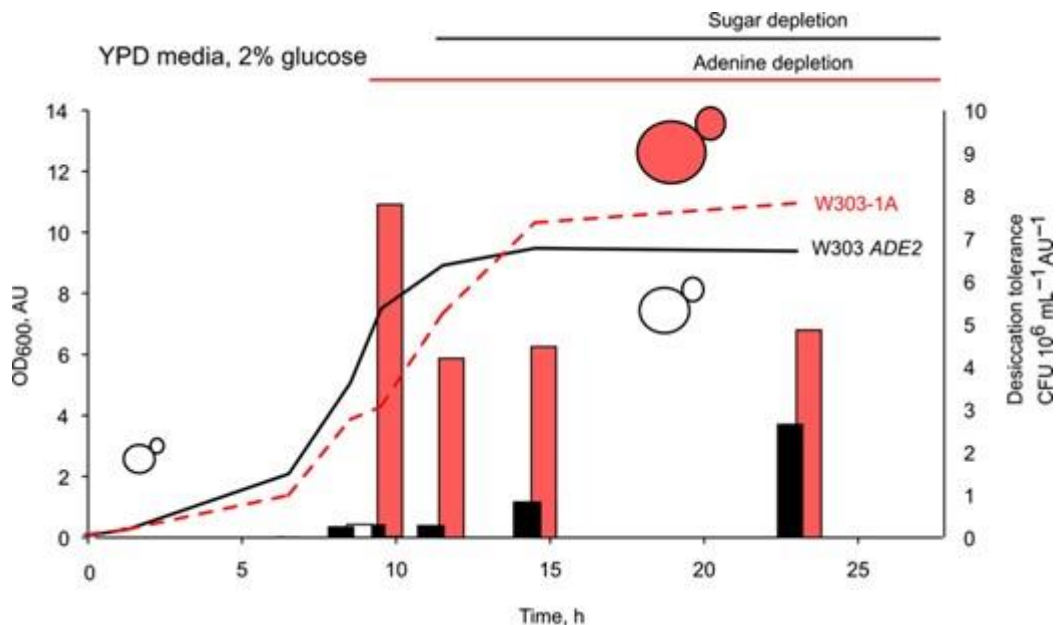 Sugar depletion
YPD media, 2% glucose
Adenine depletion
14
12
10
8
6
4
2
0
OD600, AU
10
9
8
7
6
5
4
3
2
1
0
Desiccation tolerance
CFU 10⁶ mL⁻¹AU⁻¹
W303-1A
W303 ADE2
0
5
10
15
20
25
Time, h